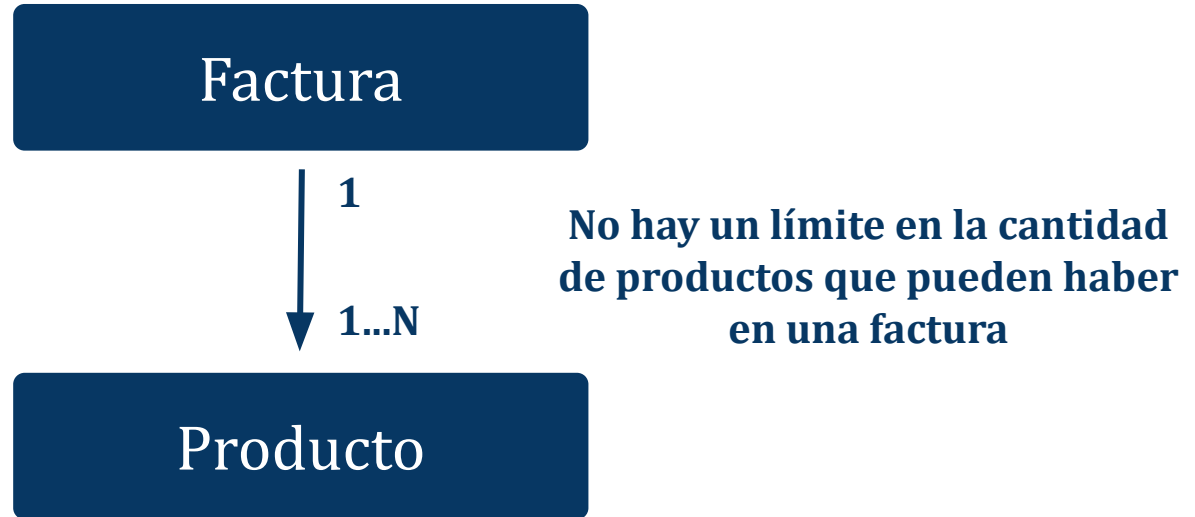 Factura
1
1...N
No hay un límite en la cantidad
de productos que pueden haber
en una factura
Producto